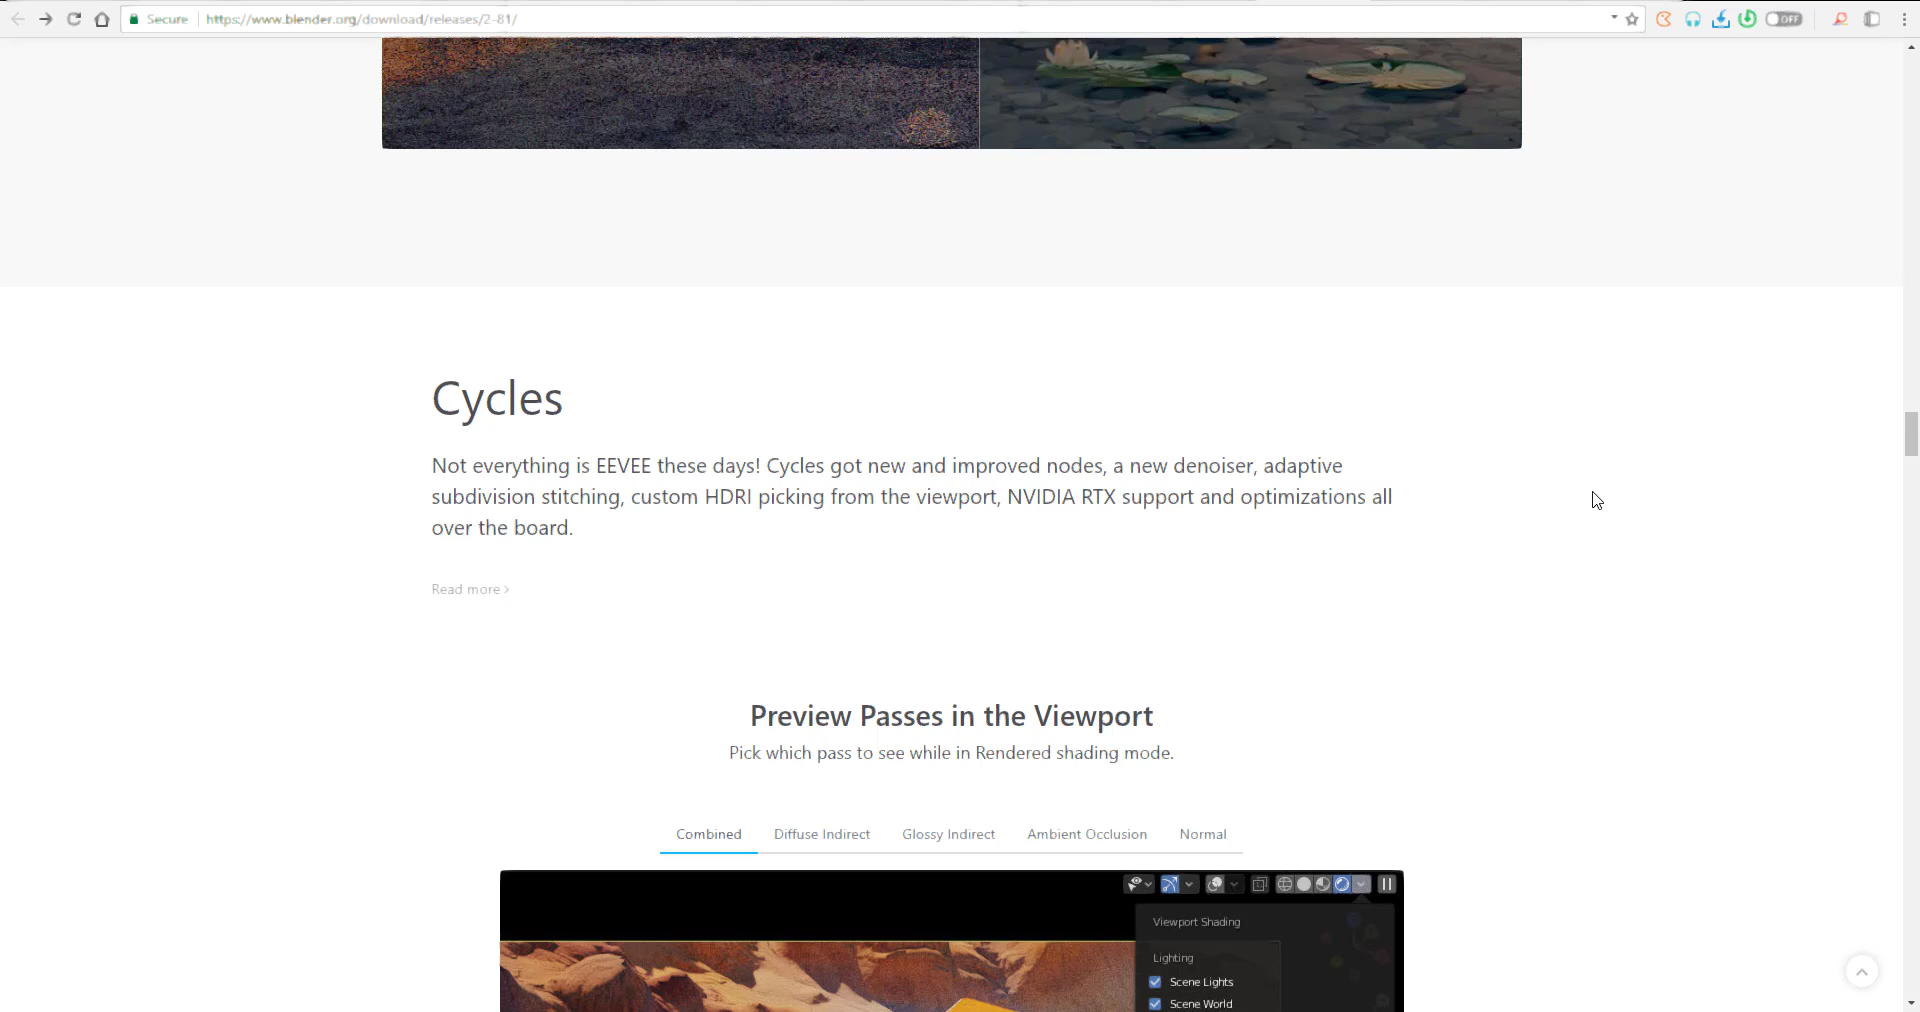 Secure https://www.blender.org/download/releases/2-81/
OFF
Cycles
Not everything is EEVEE these days! Cycles got new and improved nodes, a new denoiser, adaptive
subdivision stitching, custom HDRI picking from the viewport, NVIDIA RTX support and optimizations all
over the board.
Read more >
Preview Passes in the Viewport
Pick which pass to see while in Rendered shading mode.
Combined Diffuse Indirect Glossy Indirect Ambient Occlusion Normal
Viewport Shading
Lighting
Scene Lights
Scene World